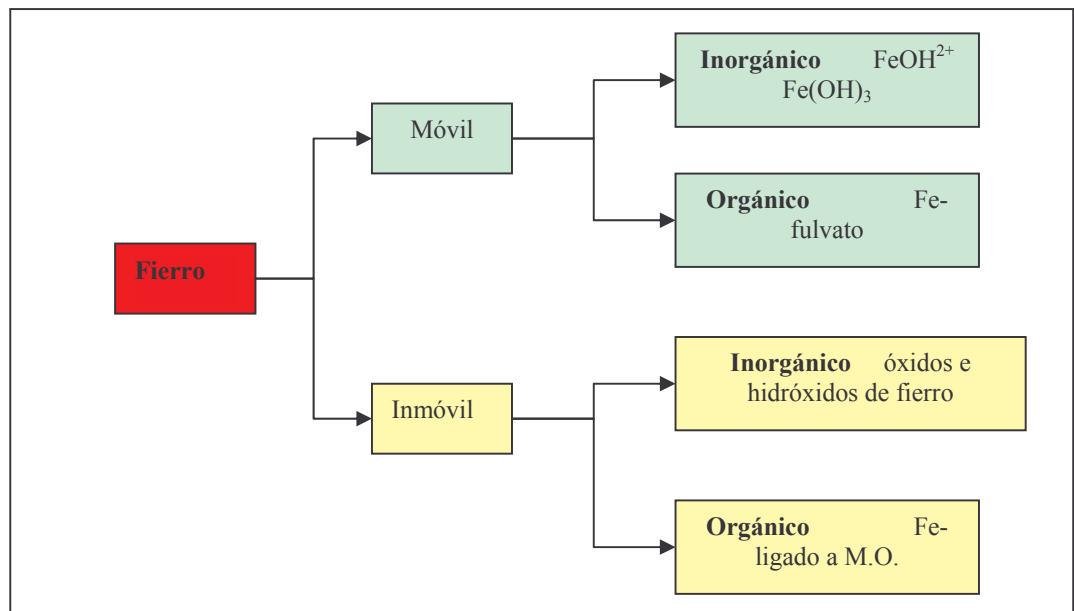 Inorgánico FeOH²⁺
Fe(OH)₃
Móvil
Orgánico Fe-
fulvato
Fierro
Inorgánico óxidos e
hidróxidos de fierro
Inmóvil
Orgánico Fe-
ligado a M.O.